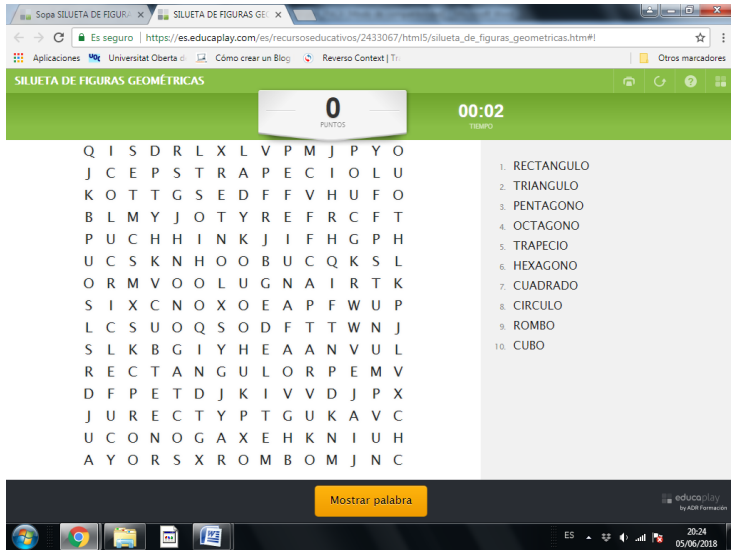 Sopa SILUETA DE FIGURA
SILUETA DE FIGURAS GEO
Es seguro | https://es.educaplay.com/es/recursoseducativos/2433067/html5/silueta_de_figuras_geometricas.htm#!
Aplicaciones UOC Universitat Oberta d Cómo crear un Blog Reverso Context | Tr Otros marcadores
SILUETA DE FIGURAS GEOMÉTRICAS
0
PUNTOS
00:02
TIEMPO
Q I S D R L X L V P M J P Y O
J C E P S T R A P E C I O L U
K O T T G S E D F F V H U F O
B L M Y J O T Y R E F R C F T
P U C H H I N K J I F H G P H
U C S K N H O O B U C Q K S L
O R M V O O L U G N A I R T K
S I X C N O X O E A P F W U P
L C S U O Q S O D F T T W N J
S L K B G I Y H E A A N V U L
R E C T A N G U L O R P E M V
D F P E T D J K I V V D J P X
J U R E C T Y P T G U K A V C
U C O N O G A X E H K N I U H
A Y O R S X R O M B O M J N C
1. RECTANGULO
2. TRIANGULO
3. PENTAGONO
4. OCTAGONO
5. TRAPECIO
6. HEXAGONO
7. CUADRADO
8. CIRCULO
9. ROMBO
10. CUBO
Mostrar palabra
educaplay
by ADR Formación
ES
20:24
05/06/2018